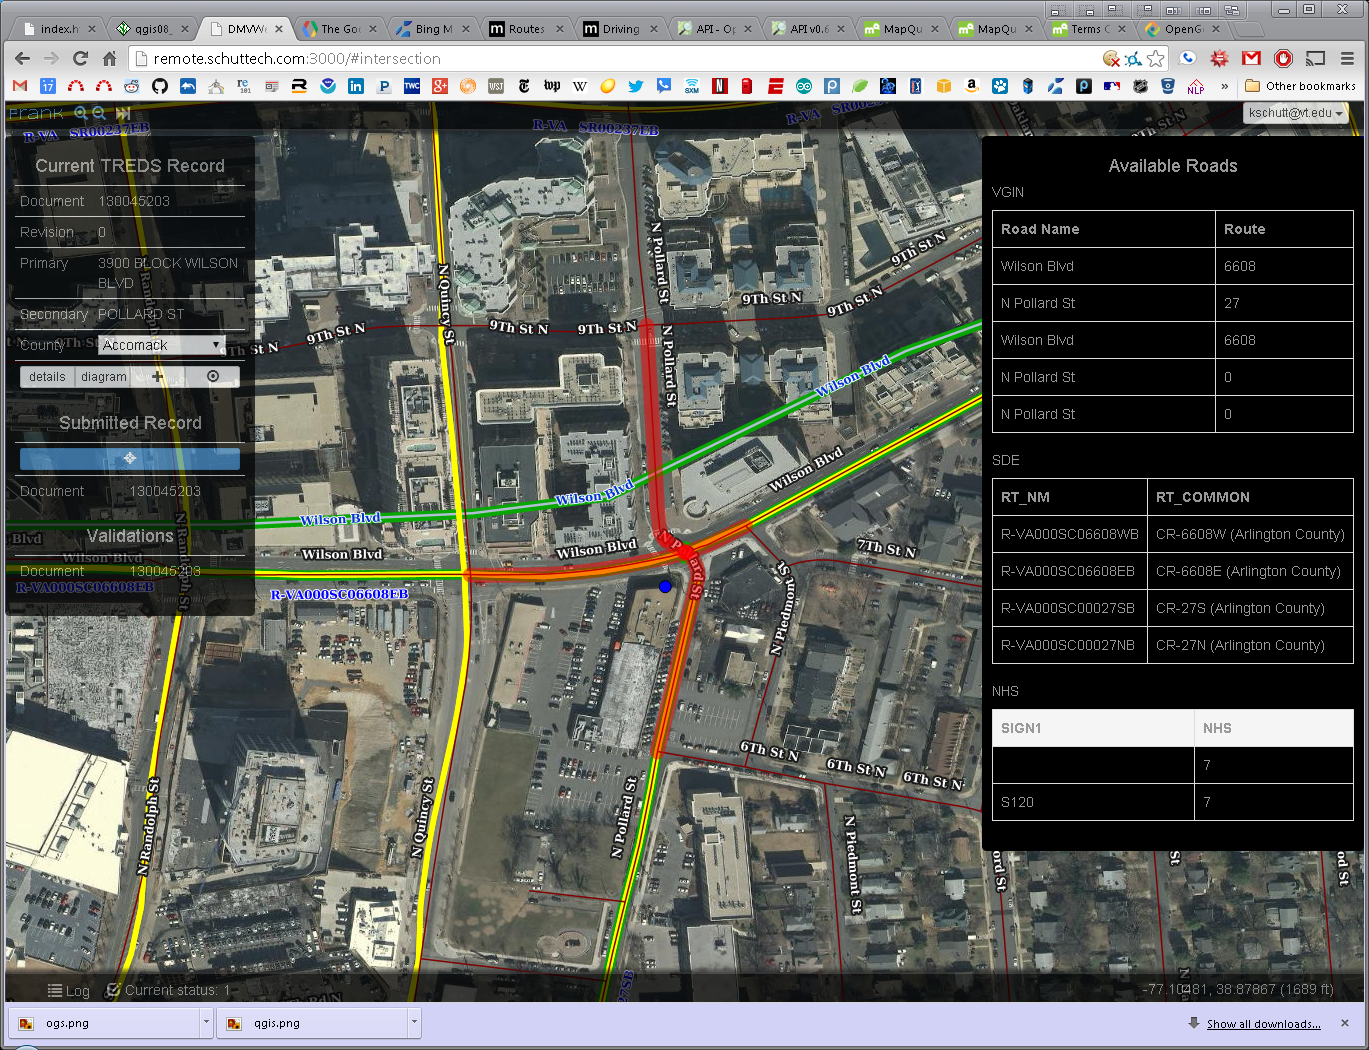 index.h
qgis08_
DMVW
The Goo
Bing M
Routes
Driving
API - Op
API v0.6
MapQu
MapQu
Terms C
OpenG
remote.schuttech.com:3000/#intersection
Other bookmarks
Frank
kschutt@vt.edu
R-VA SR00237EB
R-VA SR00237EB
R-VA
Current TREDS Record
Document 130045203
Revision 0
Primary 3900 BLOCK WILSON
BLVD
Secondary POLLARD ST
County Accomack
details diagram
Submitted Record
Document 130045203
Validations
Document 130045203
R-VA000SC06608EB
Available Roads
VGIN
Road Name Route
Wilson Blvd 6608
N Pollard St 27
Wilson Blvd 6608
N Pollard St 0
N Pollard St 0
SDE
RT_NM RT_COMMON
R-VA000SC06608WB CR-6608W (Arlington County)
R-VA000SC06608EB CR-6608E (Arlington County)
R-VA000SC00027SB CR-27S (Arlington County)
R-VA000SC00027NB CR-27N (Arlington County)
NHS
SIGN1 NHS
7
S120 7
N Quincy St
N Pollard St
9Th St N
9Th St N
9Th St N
9Th St N
9Th St N
9Th St N
N Pollard St
Wilson Blvd
Wilson Blvd
Wilson Blvd
Wilson Blvd
Wilson Blvd
Wilson Blvd
Wilson Blvd
R-VA000SC06608EB
7Th St N
N Piedmont St
N Randolph St
6Th St N
6Th St N
6Th St N
N Randolph St
N Quincy St
N Pollard St
N Piedmont St
Log
Current status: 1
-77.10481, 38.87867 (1689 ft)
ogs.png
qgis.png
Show all downloads...